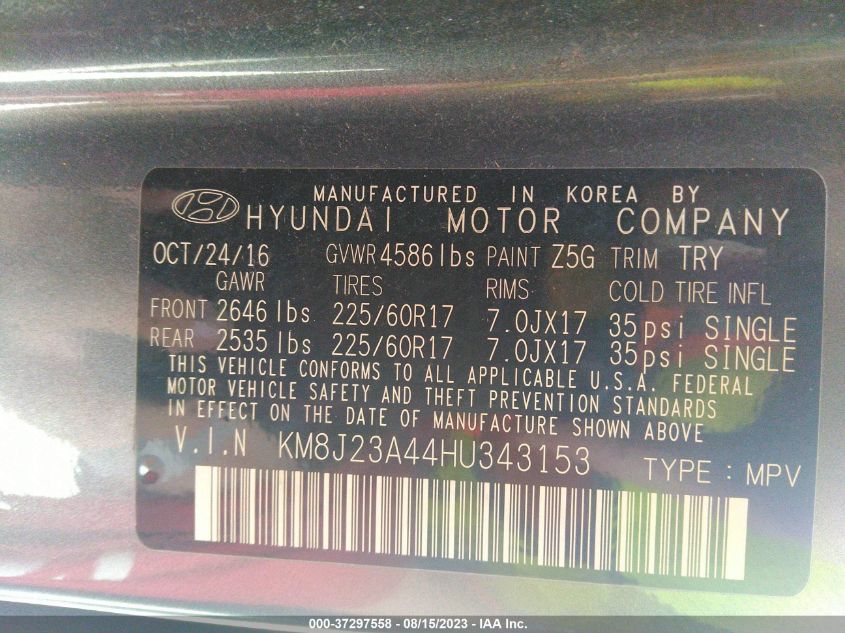 MANUFACTURED IN KOREA BY
HYUNDAI MOTOR COMPANY
OCT/24/16 GVWR 4586 lbs PAINT Z5G TRIM TRY
GAWR TIRES RIMS COLD TIRE INFL
FRONT 2646 lbs 225/60R17 7.0JX17 35psi SINGLE
REAR 2535 lbs 225/60R17 7.0JX17 35psi SINGLE
THIS VEHICLE CONFORMS TO ALL APPLICABLE U.S.A. FEDERAL
MOTOR VEHICLE SAFETY AND THEFT PREVENTION STANDARDS
IN EFFECT ON THE DATE OF MANUFACTURE SHOWN ABOVE
V.I.N KM8J23A44HU343153 TYPE : MPV
000-37297558 - 08/15/2023 - IAA Inc.